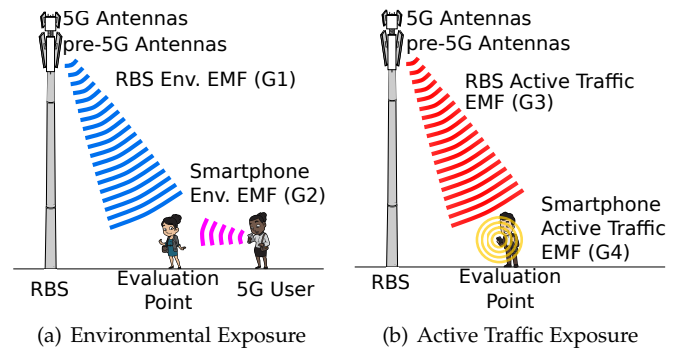 5G Antennas
pre-5G Antennas
RBS Env. EMF (G1)
Smartphone
Env. EMF (G2)
RBS
Evaluation
Point
5G User
(a) Environmental Exposure
5G Antennas
pre-5G Antennas
RBS Active Traffic
EMF (G3)
Smartphone
Active Traffic
EMF (G4)
RBS
Evaluation
Point
(b) Active Traffic Exposure